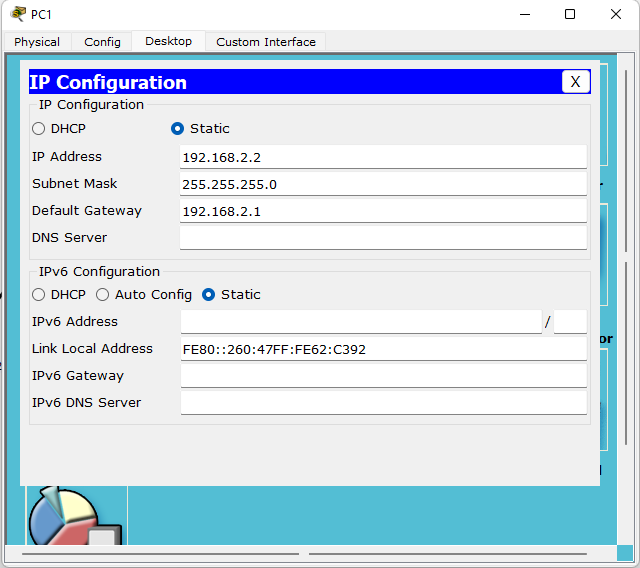 PC1
Physical Config Desktop Custom Interface
IP Configuration X
IP Configuration
DHCP Static
IP Address 192.168.2.2
Subnet Mask 255.255.255.0
Default Gateway 192.168.2.1
DNS Server
IPv6 Configuration
DHCP Auto Config Static
IPv6 Address /
Link Local Address FE80::260:47FF:FE62:C392
IPv6 Gateway
IPv6 DNS Server